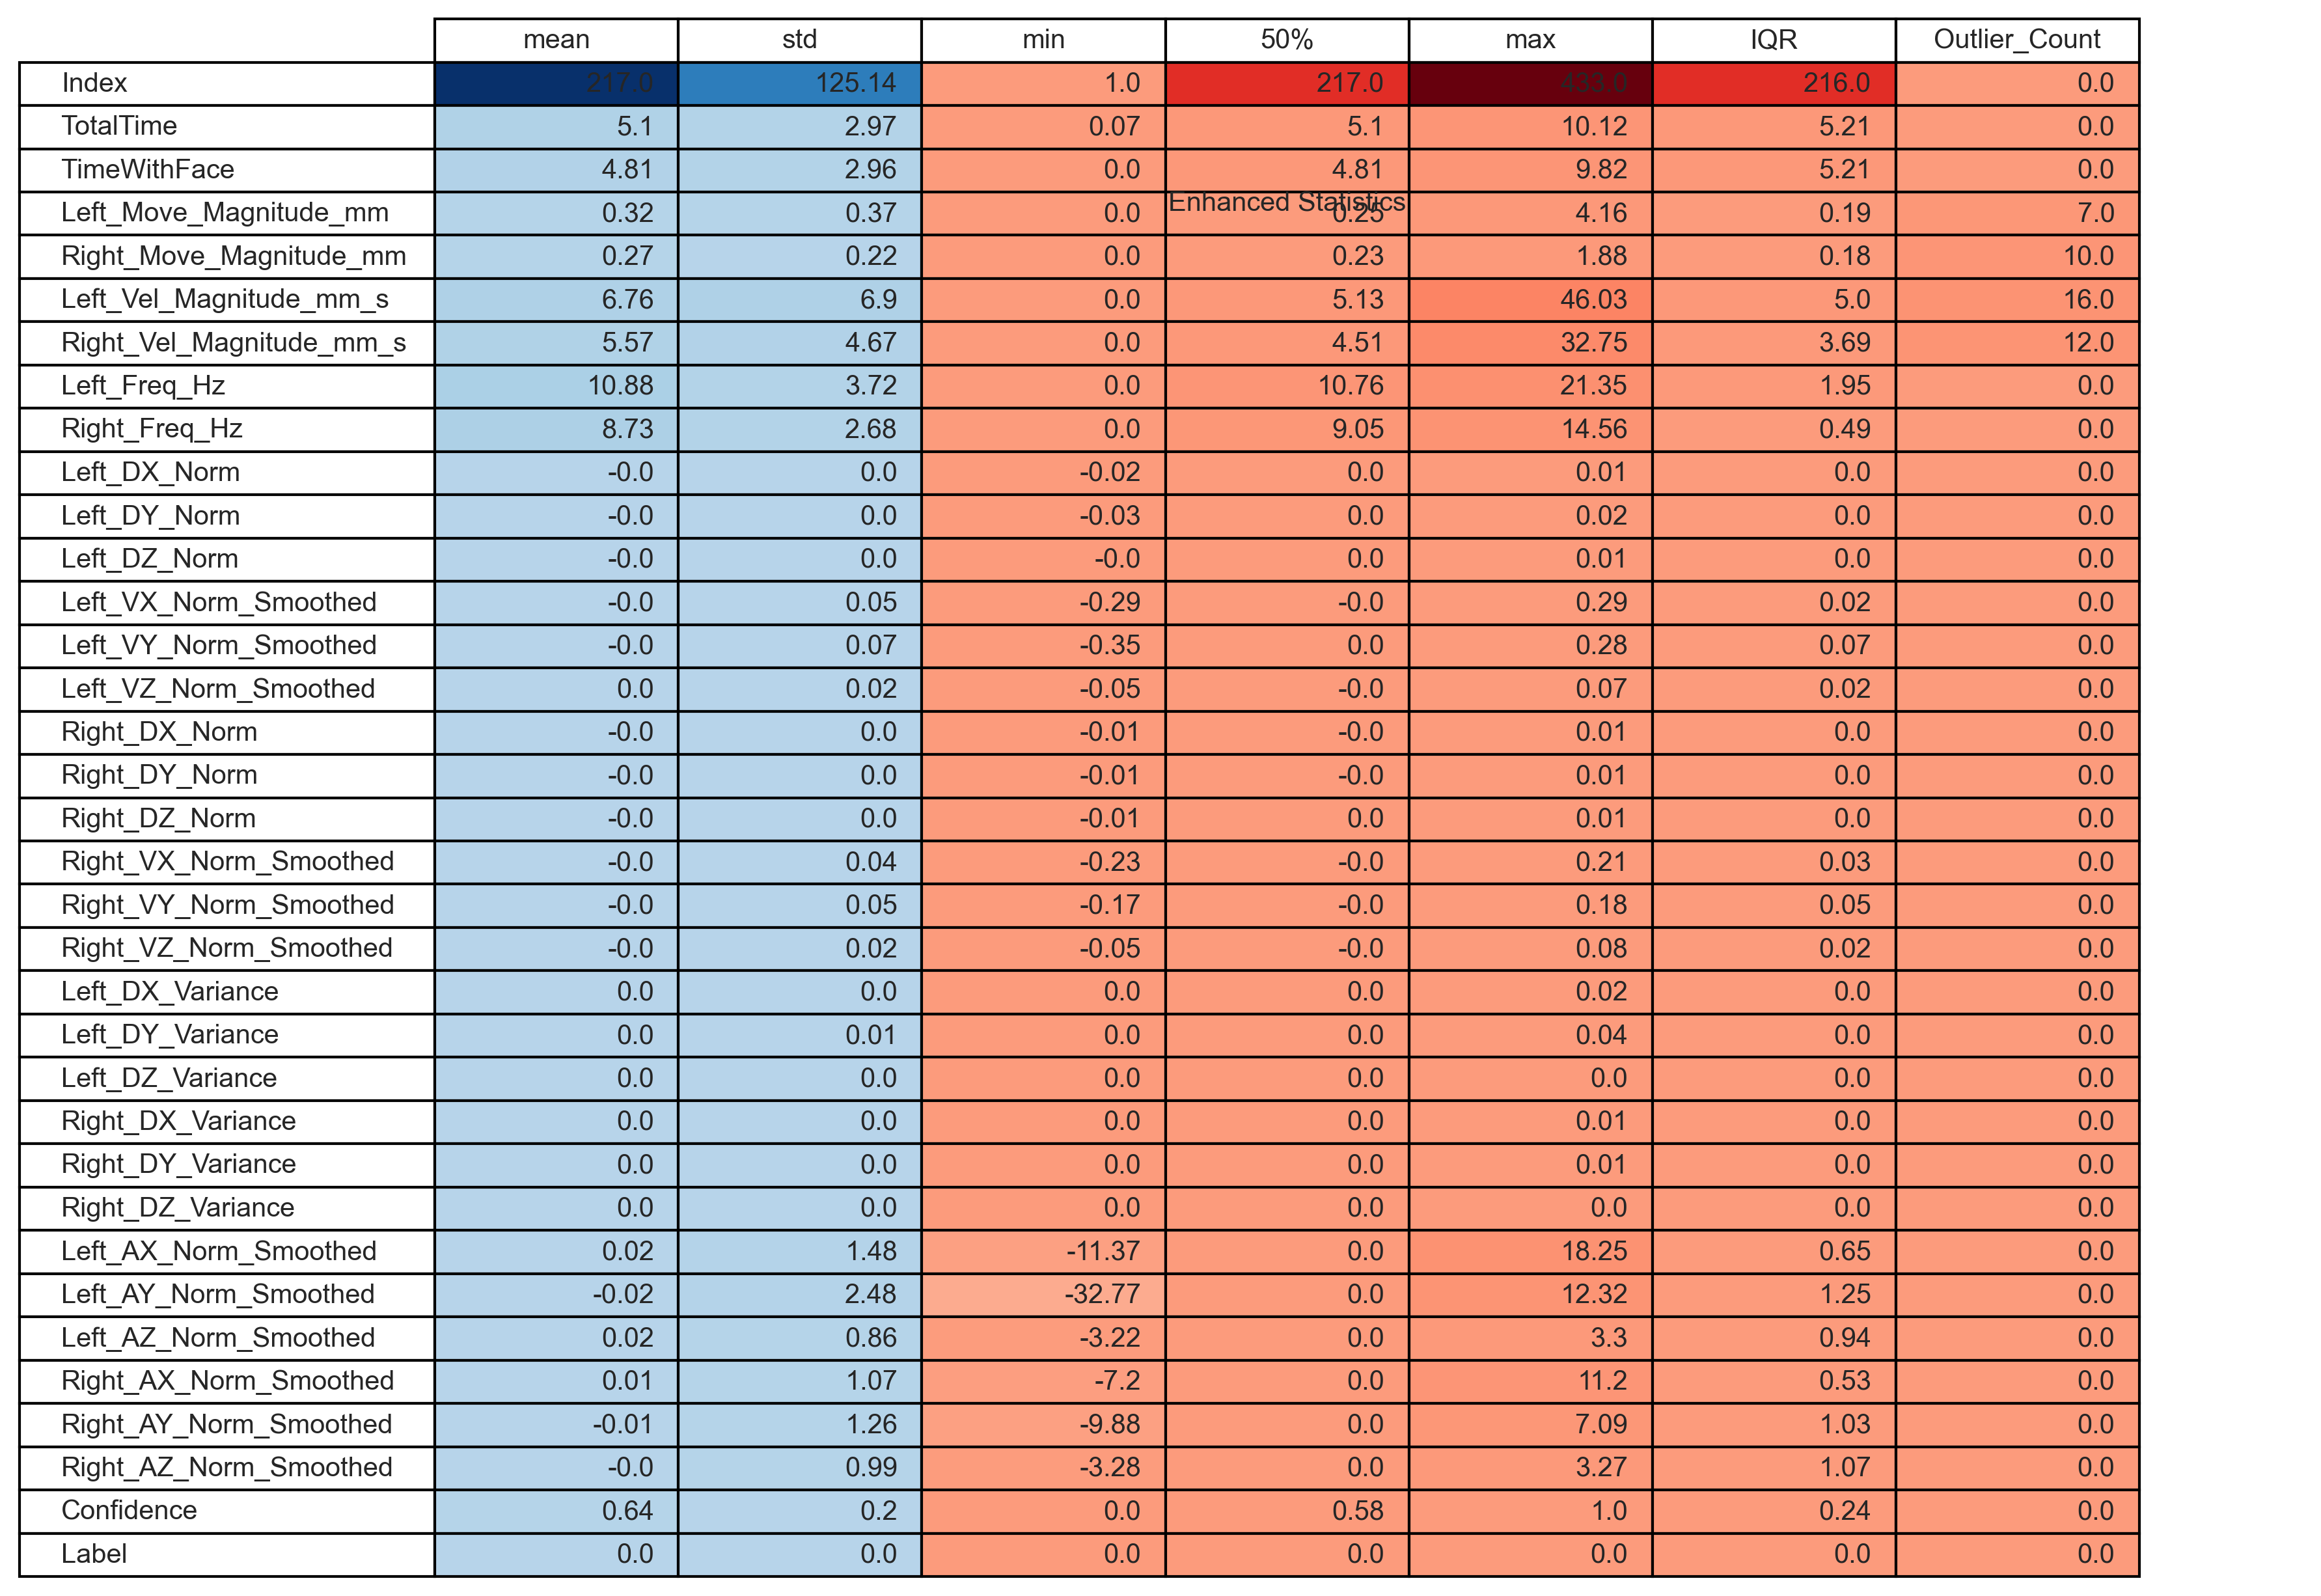 mean std min 50% max IQR Outlier_Count
Index 217.0 125.14 1.0 217.0 433.0 216.0 0.0
TotalTime 5.1 2.97 0.07 5.1 10.12 5.21 0.0
TimeWithFace 4.81 2.96 0.0 4.81 9.82 5.21 0.0
Enhanced Statistics
Left_Move_Magnitude_mm 0.32 0.37 0.0 0.25 4.16 0.19 7.0
Right_Move_Magnitude_mm 0.27 0.22 0.0 0.23 1.88 0.18 10.0
Left_Vel_Magnitude_mm_s 6.76 6.9 0.0 5.13 46.03 5.0 16.0
Right_Vel_Magnitude_mm_s 5.57 4.67 0.0 4.51 32.75 3.69 12.0
Left_Freq_Hz 10.88 3.72 0.0 10.76 21.35 1.95 0.0
Right_Freq_Hz 8.73 2.68 0.0 9.05 14.56 0.49 0.0
Left_DX_Norm -0.0 0.0 -0.02 0.0 0.01 0.0 0.0
Left_DY_Norm -0.0 0.0 -0.03 0.0 0.02 0.0 0.0
Left_DZ_Norm -0.0 0.0 -0.0 0.0 0.01 0.0 0.0
Left_VX_Norm_Smoothed -0.0 0.05 -0.29 -0.0 0.29 0.02 0.0
Left_VY_Norm_Smoothed -0.0 0.07 -0.35 0.0 0.28 0.07 0.0
Left_VZ_Norm_Smoothed 0.0 0.02 -0.05 -0.0 0.07 0.02 0.0
Right_DX_Norm -0.0 0.0 -0.01 -0.0 0.01 0.0 0.0
Right_DY_Norm -0.0 0.0 -0.01 -0.0 0.01 0.0 0.0
Right_DZ_Norm -0.0 0.0 -0.01 0.0 0.01 0.0 0.0
Right_VX_Norm_Smoothed -0.0 0.04 -0.23 -0.0 0.21 0.03 0.0
Right_VY_Norm_Smoothed -0.0 0.05 -0.17 -0.0 0.18 0.05 0.0
Right_VZ_Norm_Smoothed -0.0 0.02 -0.05 -0.0 0.08 0.02 0.0
Left_DX_Variance 0.0 0.0 0.0 0.0 0.02 0.0 0.0
Left_DY_Variance 0.0 0.01 0.0 0.0 0.04 0.0 0.0
Left_DZ_Variance 0.0 0.0 0.0 0.0 0.0 0.0 0.0
Right_DX_Variance 0.0 0.0 0.0 0.0 0.01 0.0 0.0
Right_DY_Variance 0.0 0.0 0.0 0.0 0.01 0.0 0.0
Right_DZ_Variance 0.0 0.0 0.0 0.0 0.0 0.0 0.0
Left_AX_Norm_Smoothed 0.02 1.48 -11.37 0.0 18.25 0.65 0.0
Left_AY_Norm_Smoothed -0.02 2.48 -32.77 0.0 12.32 1.25 0.0
Left_AZ_Norm_Smoothed 0.02 0.86 -3.22 0.0 3.3 0.94 0.0
Right_AX_Norm_Smoothed 0.01 1.07 -7.2 0.0 11.2 0.53 0.0
Right_AY_Norm_Smoothed -0.01 1.26 -9.88 0.0 7.09 1.03 0.0
Right_AZ_Norm_Smoothed -0.0 0.99 -3.28 0.0 3.27 1.07 0.0
Confidence 0.64 0.2 0.0 0.58 1.0 0.24 0.0
Label 0.0 0.0 0.0 0.0 0.0 0.0 0.0